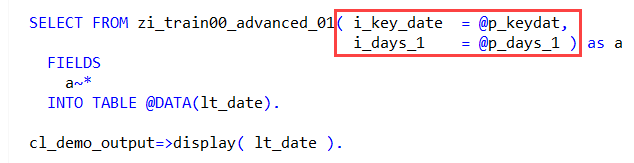 SELECT FROM zi_train00_advanced_01( i_key_date = @p_keydat,
i_days_1 = @p_days_1 ) as a
FIELDS
a~*
INTO TABLE @DATA(lt_date).
cl_demo_output=>display( lt_date ).